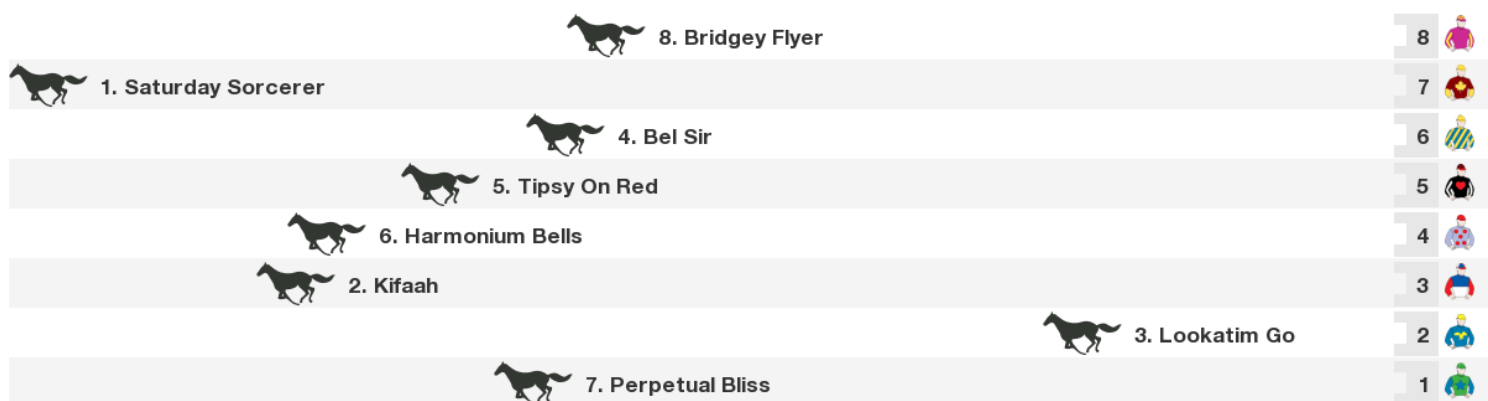 8. Bridgey Flyer 8
1. Saturday Sorcerer 7
4. Bel Sir 6
5. Tipsy On Red 5
6. Harmonium Bells 4
2. Kifaah 3
3. Lookatim Go 2
7. Perpetual Bliss 1